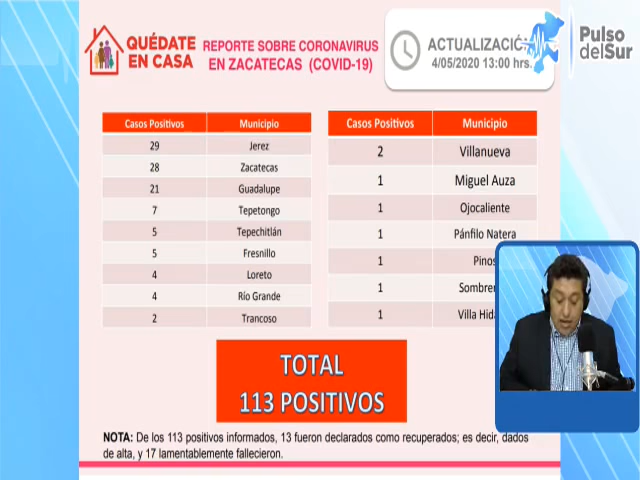 QUÉDATE
EN CASA
REPORTE SOBRE CORONAVIRUS
EN ZACATECAS (COVID-19)
ACTUALIZACIÓN
4/05/2020 13:00 hrs.
Pulso
delSur
Casos Positivos Municipio
29 Jerez
28 Zacatecas
21 Guadalupe
7 Tepetongo
5 Tepechitlán
5 Fresnillo
4 Loreto
4 Río Grande
2 Trancoso
Casos Positivos Municipio
2 Villanueva
1 Miguel Auza
1 Ojocaliente
1 Pánfilo Natera
1 Pinos
1
1 Villa
TOTAL
113 POSITIVOS
NOTA: De los 113 positivos informados, 13 fueron declarados como recuperados; es decir, dados
de alta, y 17 lamentablemente fallecieron.